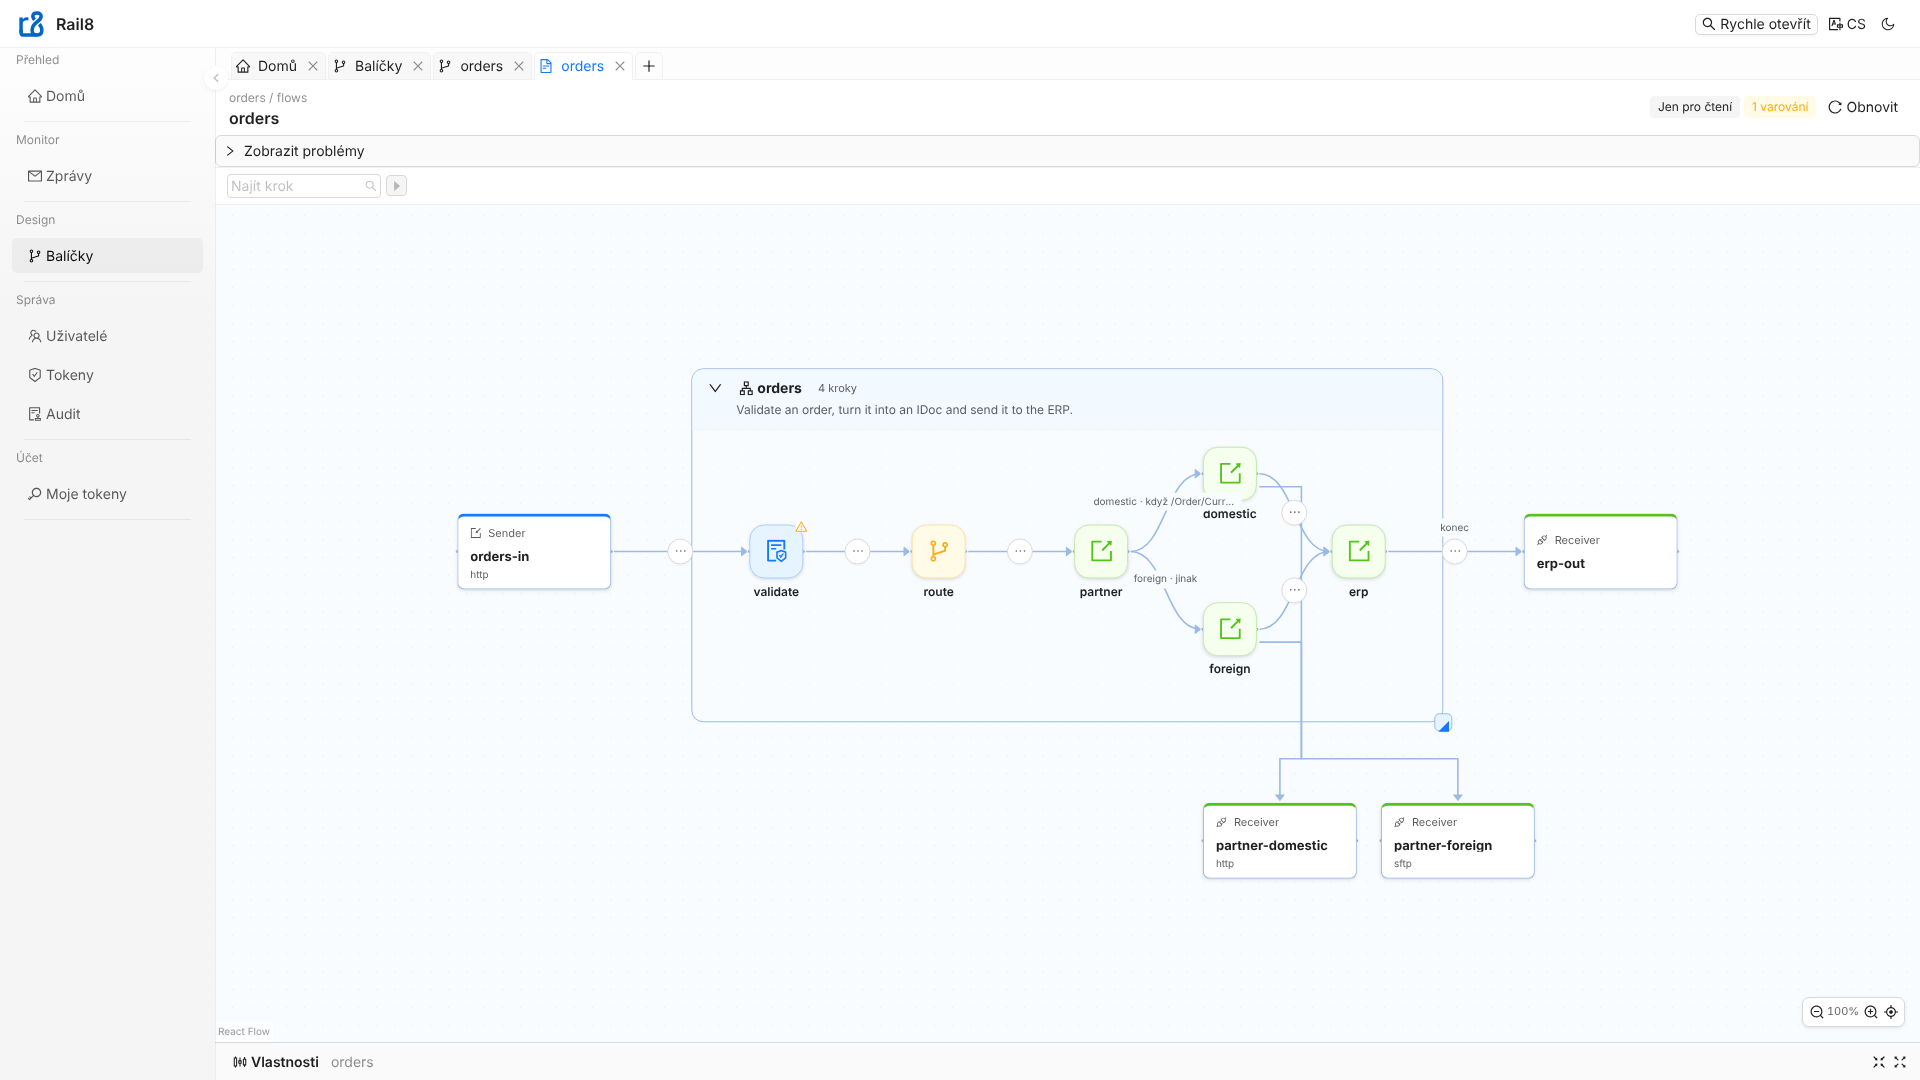 Rail8
Rychle otevřít
CS
Přehled
Domů
Monitor
Zprávy
Design
Balíčky
Správa
Uživatelé
Tokeny
Audit
Účet
Moje tokeny
Domů
Balíčky
orders
orders
orders / flows
orders
Jen pro čtení
1 varování
Obnovit
Zobrazit problémy
Najít krok
orders
4 kroky
Validate an order, turn it into an IDoc and send it to the ERP.
Sender
orders-in
http
validate
route
partner
domestic · když /Order/Curr...
domestic
foreign · jinak
foreign
erp
konec
Receiver
erp-out
Receiver
partner-domestic
http
Receiver
partner-foreign
sftp
100%
React Flow
Vlastnosti
orders